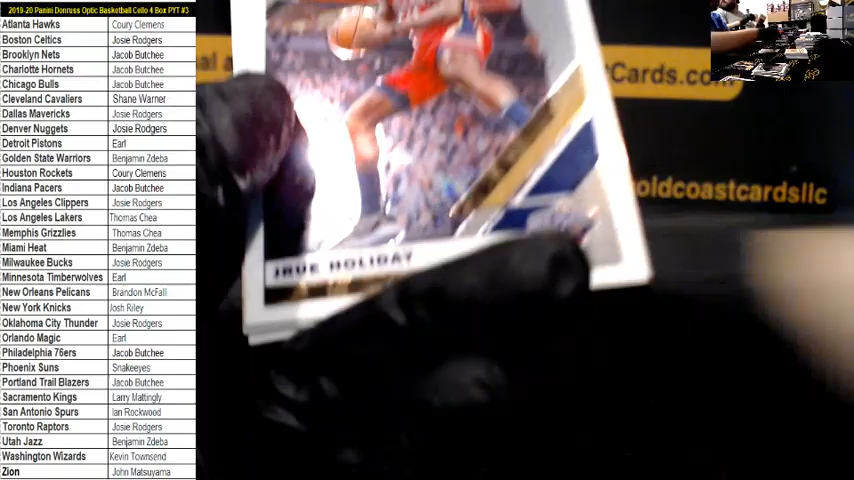 2019-20 Panini Donruss Optic Basketball Cello 4 Box PYT #3
Atlanta Hawks Coury Clemens
Boston Celtics Josie Rodgers
Brooklyn Nets Jacob Butchee
Charlotte Hornets Jacob Butchee
Chicago Bulls Jacob Butchee
Cleveland Cavaliers Shane Warner
Dallas Mavericks Josie Rodgers
Denver Nuggets Josie Rodgers
Detroit Pistons Earl
Golden State Warriors Benjamin Zdeba
Houston Rockets Coury Clemens
Indiana Pacers Jacob Butchee
Los Angeles Clippers Josie Rodgers
Los Angeles Lakers Thomas Chea
Memphis Grizzlies Thomas Chea
Miami Heat Benjamin Zdeba
Milwaukee Bucks Josie Rodgers
Minnesota Timberwolves Earl
New Orleans Pelicans Brandon McFall
New York Knicks Josh Riley
Oklahoma City Thunder Josie Rodgers
Orlando Magic Earl
Philadelphia 76ers Jacob Butchee
Phoenix Suns Snakeeyes
Portland Trail Blazers Jacob Butchee
Sacramento Kings Larry Mattingly
San Antonio Spurs Ian Rockwood
Toronto Raptors Josie Rodgers
Utah Jazz Benjamin Zdeba
Washington Wizards Kevin Townsend
Zion John Matsuyama
tCards.com
oldcoastcardsllc
JRUE HOLIDAY